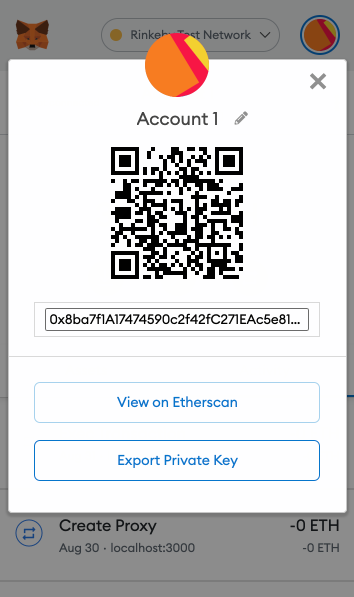 Rinkeby Test Network
Account 1
0x8ba7f1A17474590c2f42fC271EAc5e81...
View on Etherscan
Export Private Key
Create Proxy
-0 ETH
Aug 30 · localhost:3000
-0 ETH